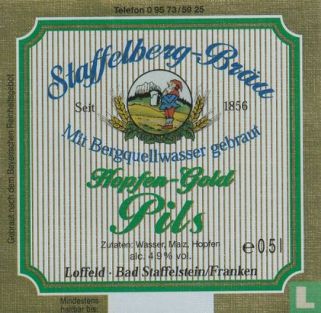 Telefon 0 95 73/59 25
Staffelberg-Bräu
Seit 1856
Mit Bergquellwasser gebraut
Hopfen-Gold
Pils
Zutaten: Wasser, Malz, Hopfen
alc. 4.9% vol.
e 0,5 l
Loffeld · Bad Staffelstein/Franken
Gebraut nach dem Bayerischen Reinheitsgebot
Mindestens
haltbar bis:
L